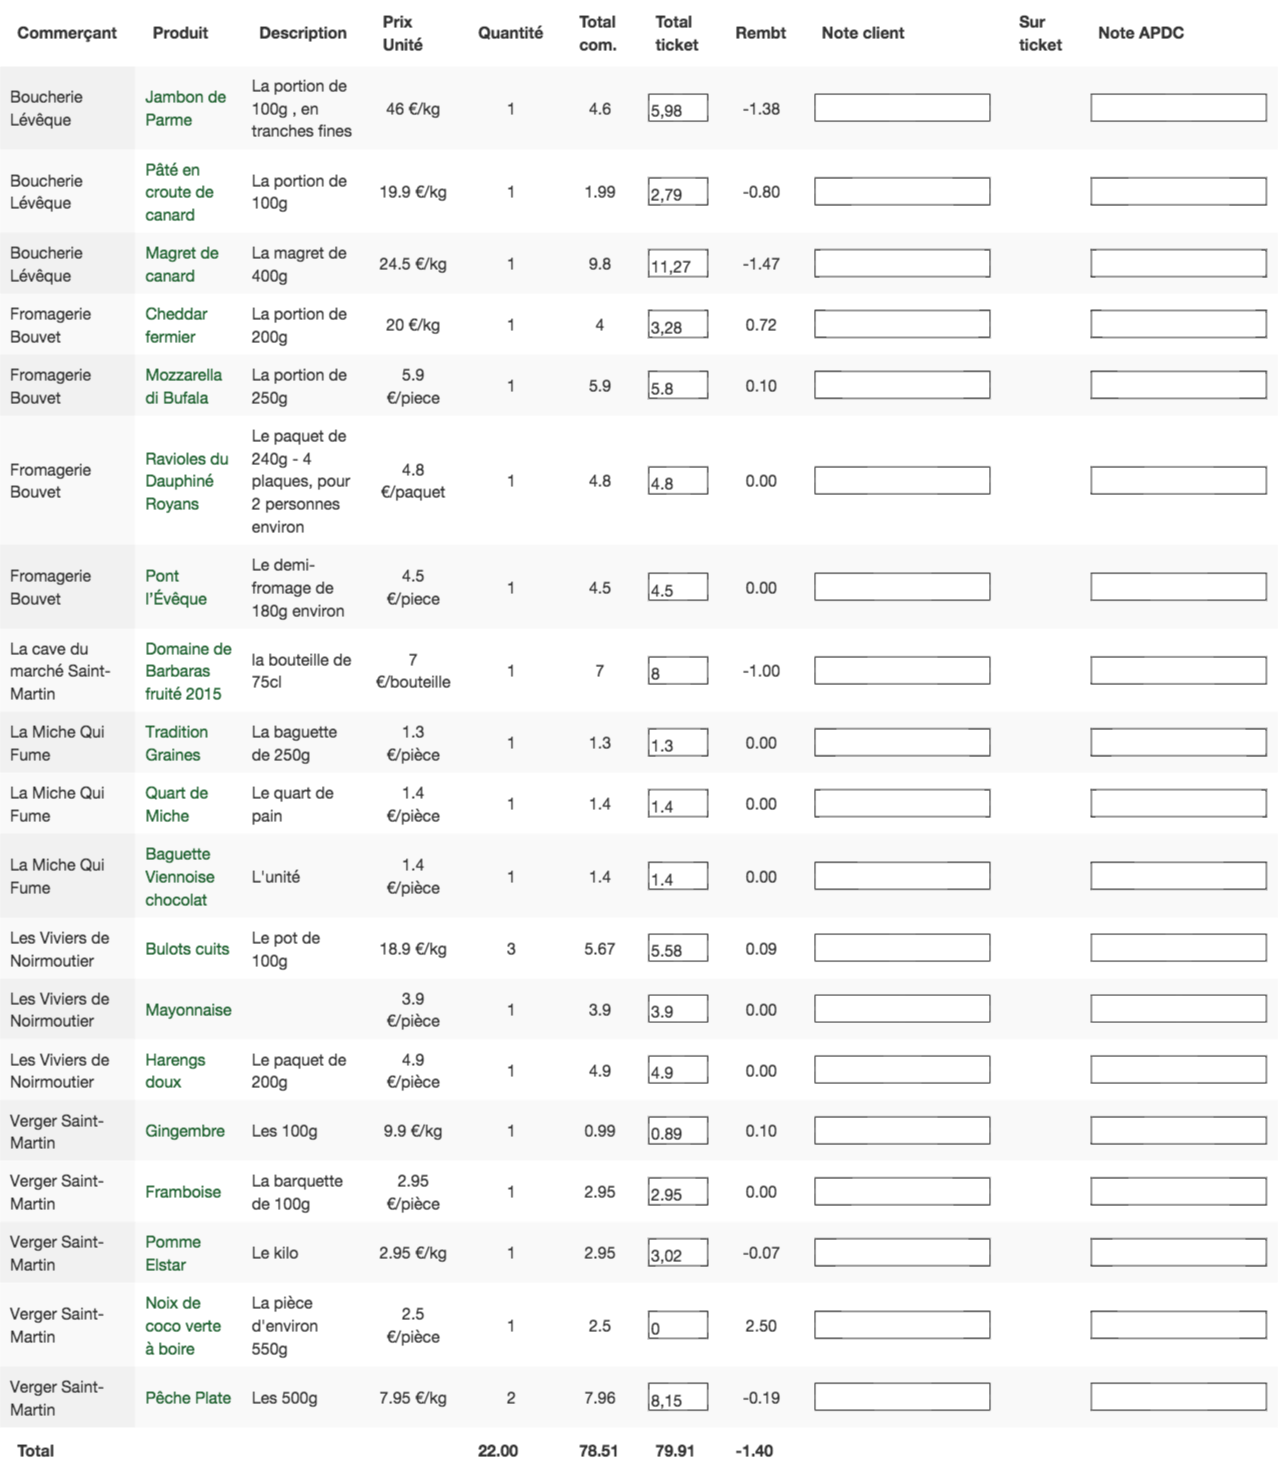 Commerçant Produit Description Prix Unité Quantité Total com. Total ticket Rembt Note client Sur ticket Note APDC
Boucherie Lévêque Jambon de Parme La portion de 100g , en tranches fines 46 €/kg 1 4.6 5,98 -1.38
Boucherie Lévêque Pâté en croute de canard La portion de 100g 19.9 €/kg 1 1.99 2,79 -0.80
Boucherie Lévêque Magret de canard La magret de 400g 24.5 €/kg 1 9.8 11,27 -1.47
Fromagerie Bouvet Cheddar fermier La portion de 200g 20 €/kg 1 4 3,28 0.72
Fromagerie Bouvet Mozzarella di Bufala La portion de 250g 5.9 €/piece 1 5.9 5.8 0.10
Fromagerie Bouvet Ravioles du Dauphiné Royans Le paquet de 240g - 4 plaques, pour 2 personnes environ 4.8 €/paquet 1 4.8 4.8 0.00
Fromagerie Bouvet Pont l'Évêque Le demi-fromage de 180g environ 4.5 €/piece 1 4.5 4.5 0.00
La cave du marché Saint-Martin Domaine de Barbaras fruité 2015 la bouteille de 75cl 7 €/bouteille 1 7 8 -1.00
La Miche Qui Fume Tradition Graines La baguette de 250g 1.3 €/pièce 1 1.3 1.3 0.00
La Miche Qui Fume Quart de Miche Le quart de pain 1.4 €/pièce 1 1.4 1.4 0.00
La Miche Qui Fume Baguette Viennoise chocolat L'unité 1.4 €/pièce 1 1.4 1.4 0.00
Les Viviers de Noirmoutier Bulots cuits Le pot de 100g 18.9 €/kg 3 5.67 5.58 0.09
Les Viviers de Noirmoutier Mayonnaise 3.9 €/pièce 1 3.9 3.9 0.00
Les Viviers de Noirmoutier Harengs doux Le paquet de 200g 4.9 €/pièce 1 4.9 4.9 0.00
Verger Saint-Martin Gingembre Les 100g 9.9 €/kg 1 0.99 0.89 0.10
Verger Saint-Martin Framboise La barquette de 100g 2.95 €/pièce 1 2.95 2.95 0.00
Verger Saint-Martin Pomme Elstar Le kilo 2.95 €/kg 1 2.95 3,02 -0.07
Verger Saint-Martin Noix de coco verte à boire La pièce d'environ 550g 2.5 €/pièce 1 2.5 0 2.50
Verger Saint-Martin Pêche Plate Les 500g 7.95 €/kg 2 7.96 8,15 -0.19
Total 22.00 78.51 79.91 -1.40